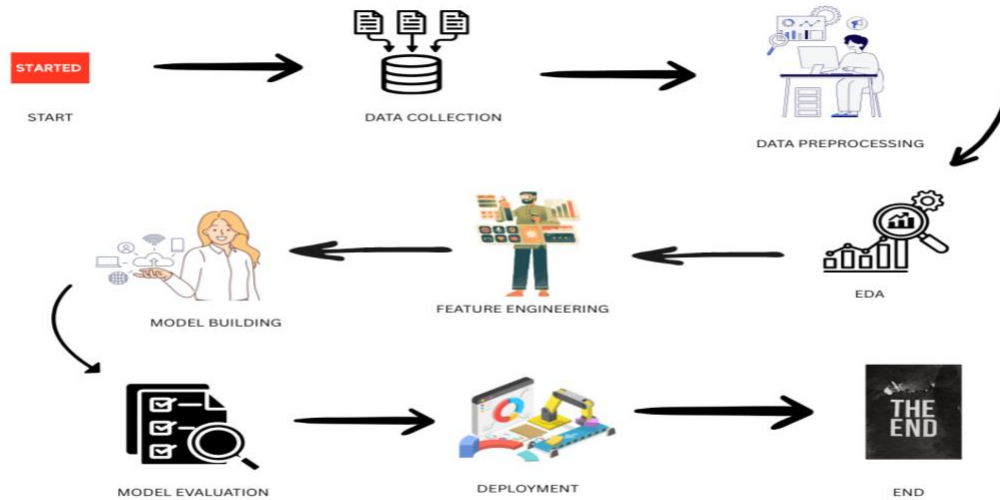 STARTED
START
DATA COLLECTION
DATA PREPROCESSING
EDA
FEATURE ENGINEERING
MODEL BUILDING
MODEL EVALUATION
DEPLOYMENT
THE
END
END